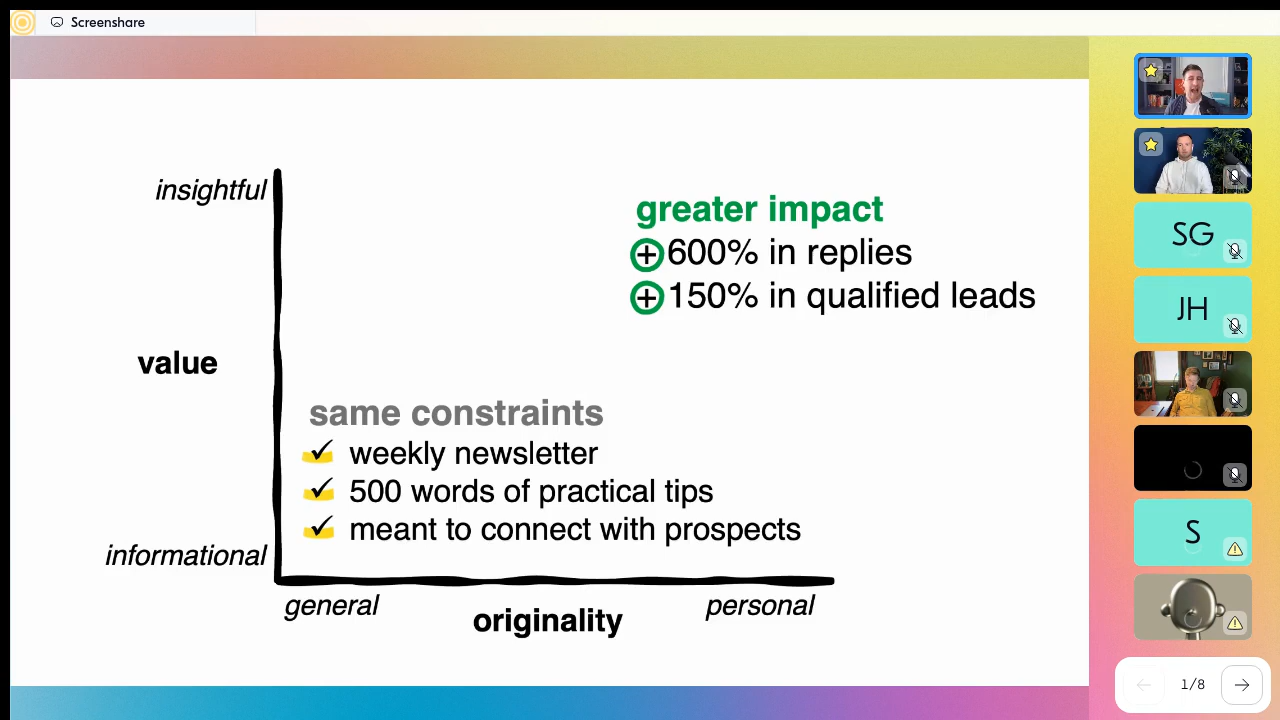 Screenshare
insightful
greater impact
+ 600% in replies
+ 150% in qualified leads
value
same constraints
✓ weekly newsletter
✓ 500 words of practical tips
✓ meant to connect with prospects
informational
general
originality
personal
SG
JH
S
1/8